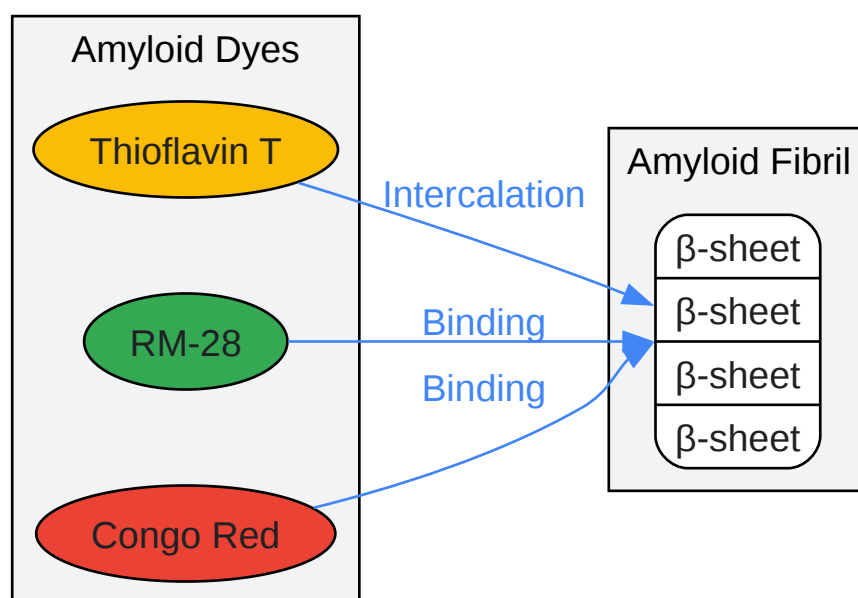 Amyloid Dyes
Thioflavin T
Intercalation
RM-28
Binding
Binding
Congo Red
Amyloid Fibril
β-sheet
β-sheet
β-sheet
β-sheet